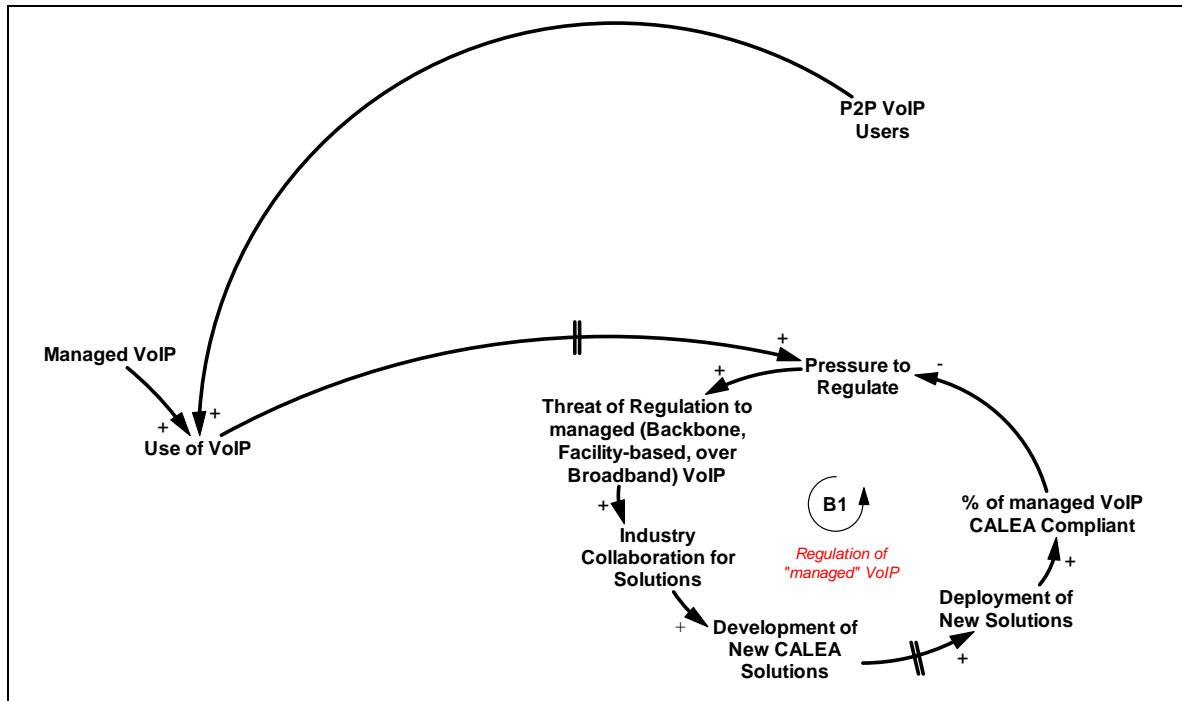 P2P VoIP
Users
Managed VoIP
+
+
Use of VoIP
+
Pressure to
Regulate
-
+
Threat of Regulation to
managed (Backbone,
Facility-based, over
Broadband) VoIP
+
B1
Regulation of
"managed" VoIP
% of managed VoIP
CALEA Compliant
Industry
Collaboration for
Solutions
+
Deployment of
New Solutions
+
Development of
New CALEA
Solutions
+